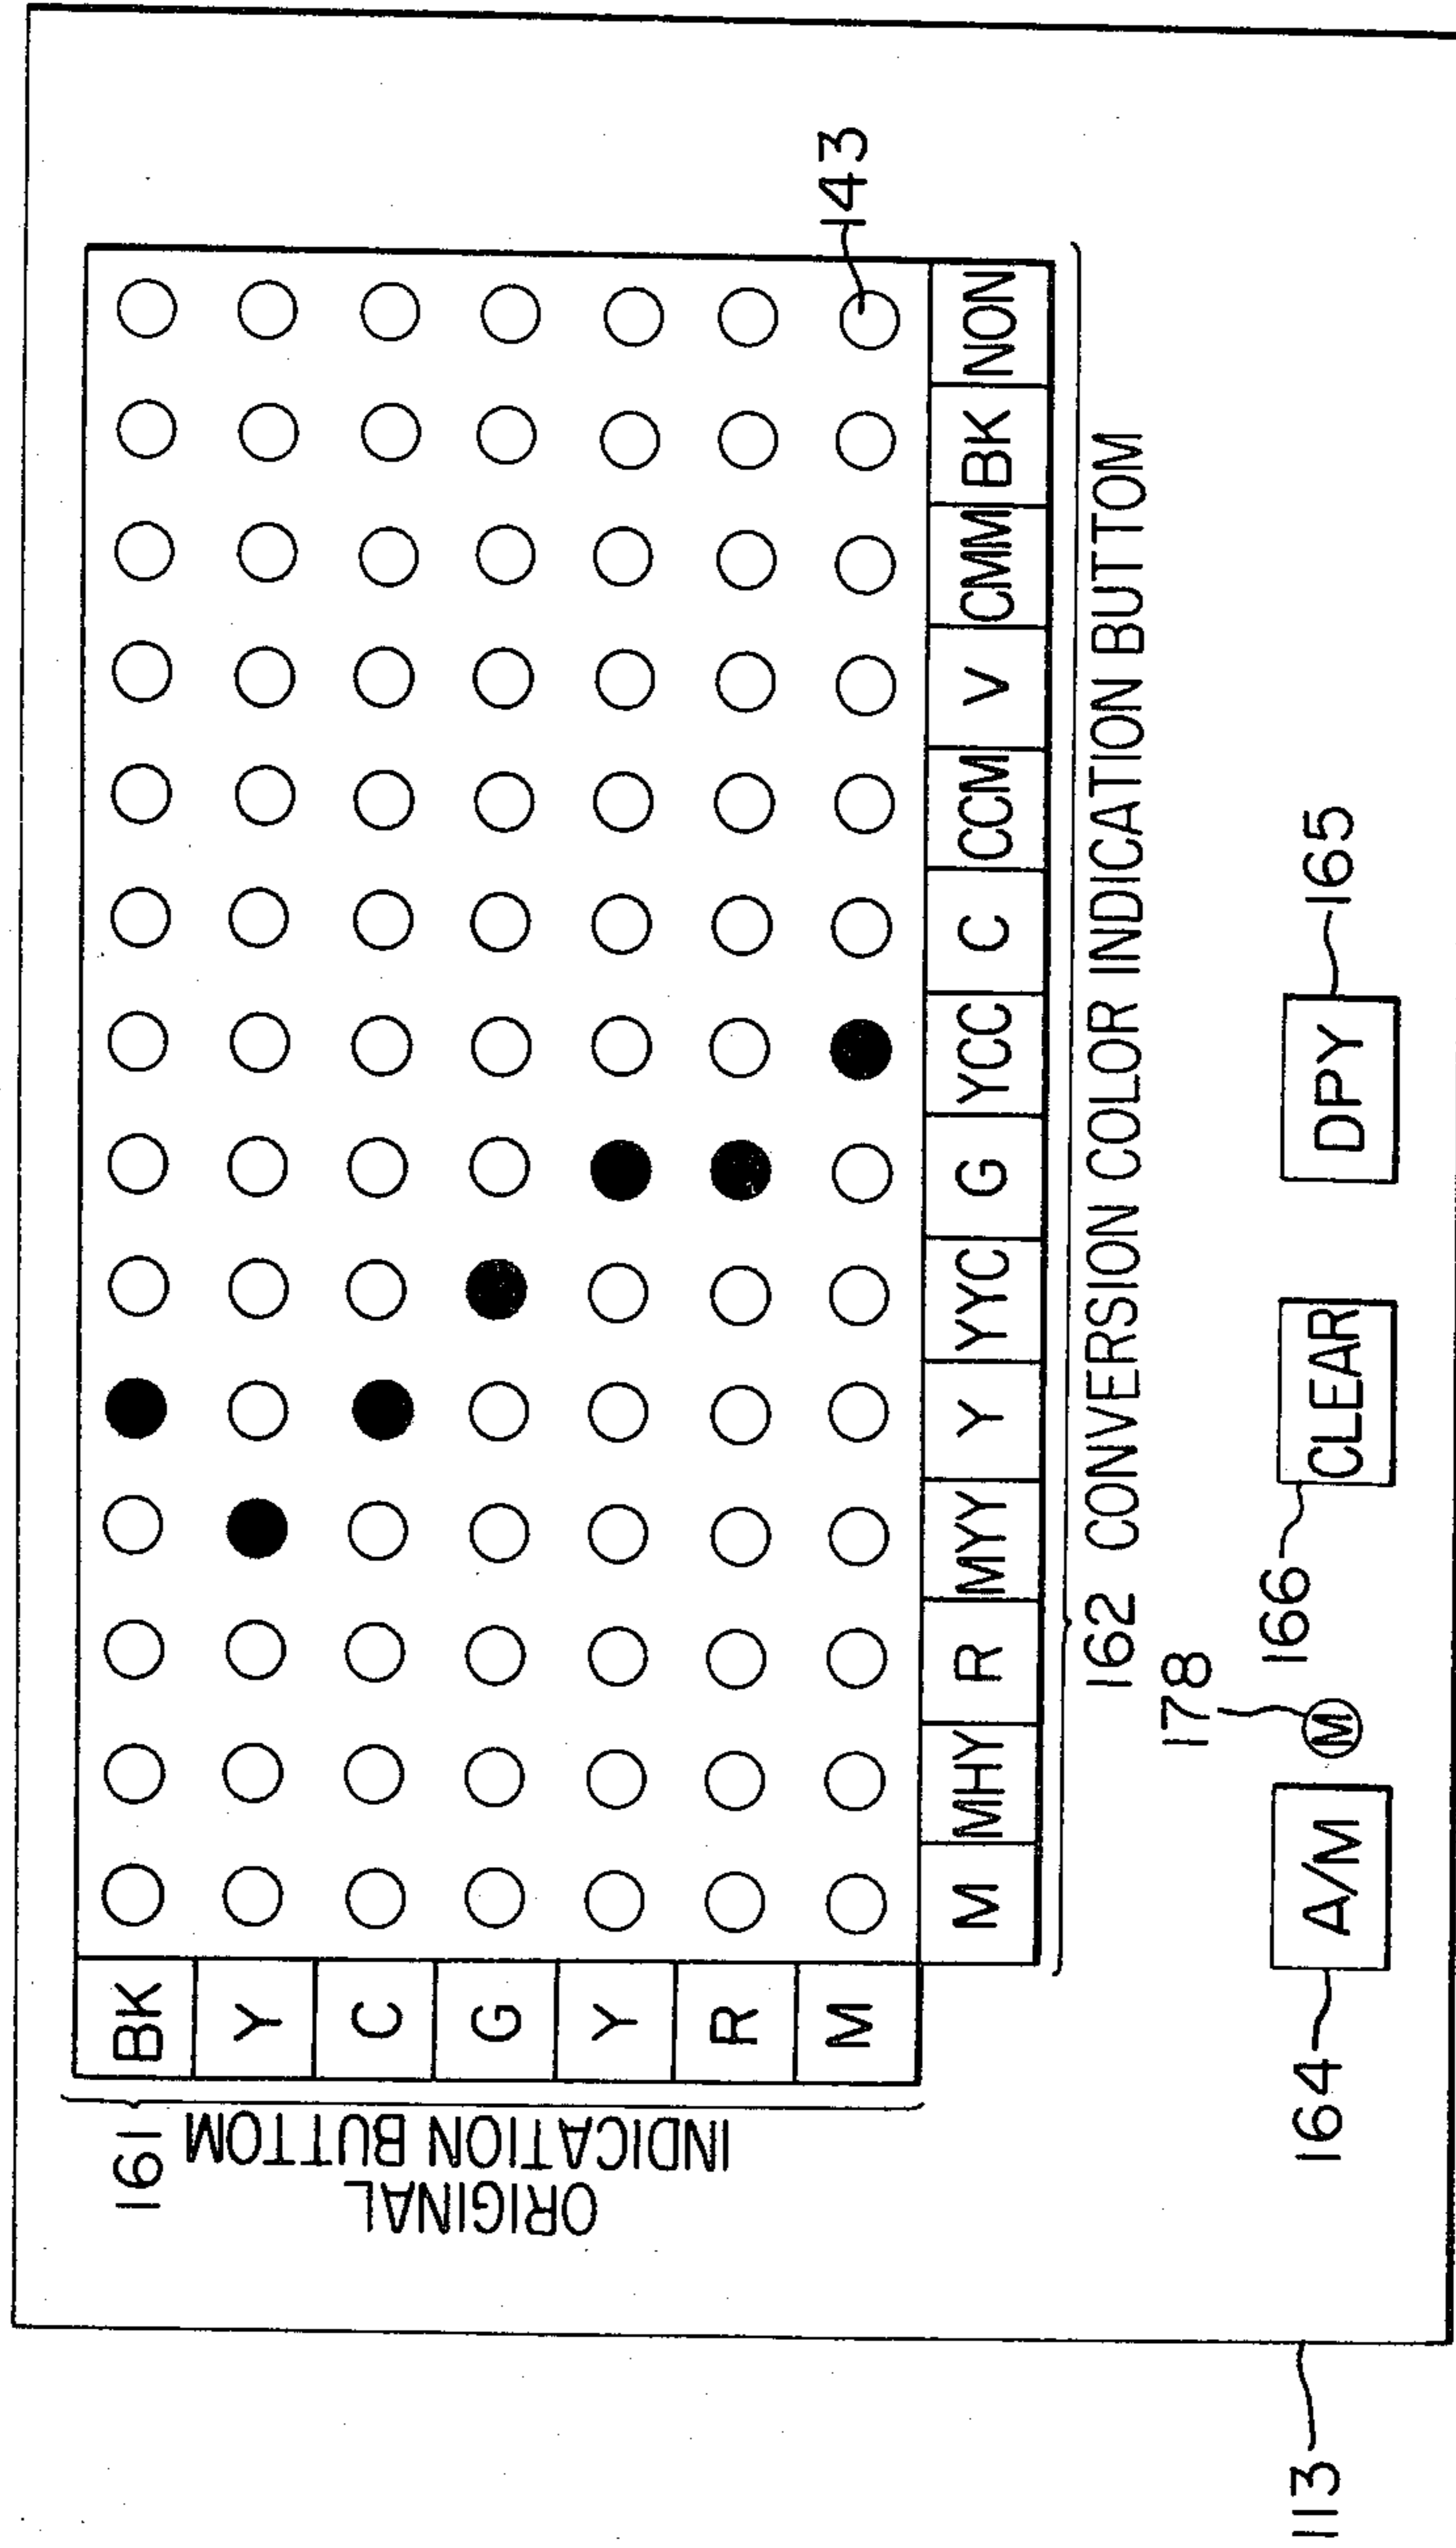 161
ORIGINAL
INDICATION BUTTOM
BK
Y
C
G
Y
R
M
143
M MHY R MYY Y YYC G YCC C CCM V CMM BK NON
162 CONVERSION COLOR INDICATION BUTTOM
178
M
164
A/M
166
CLEAR
DPY
165
113